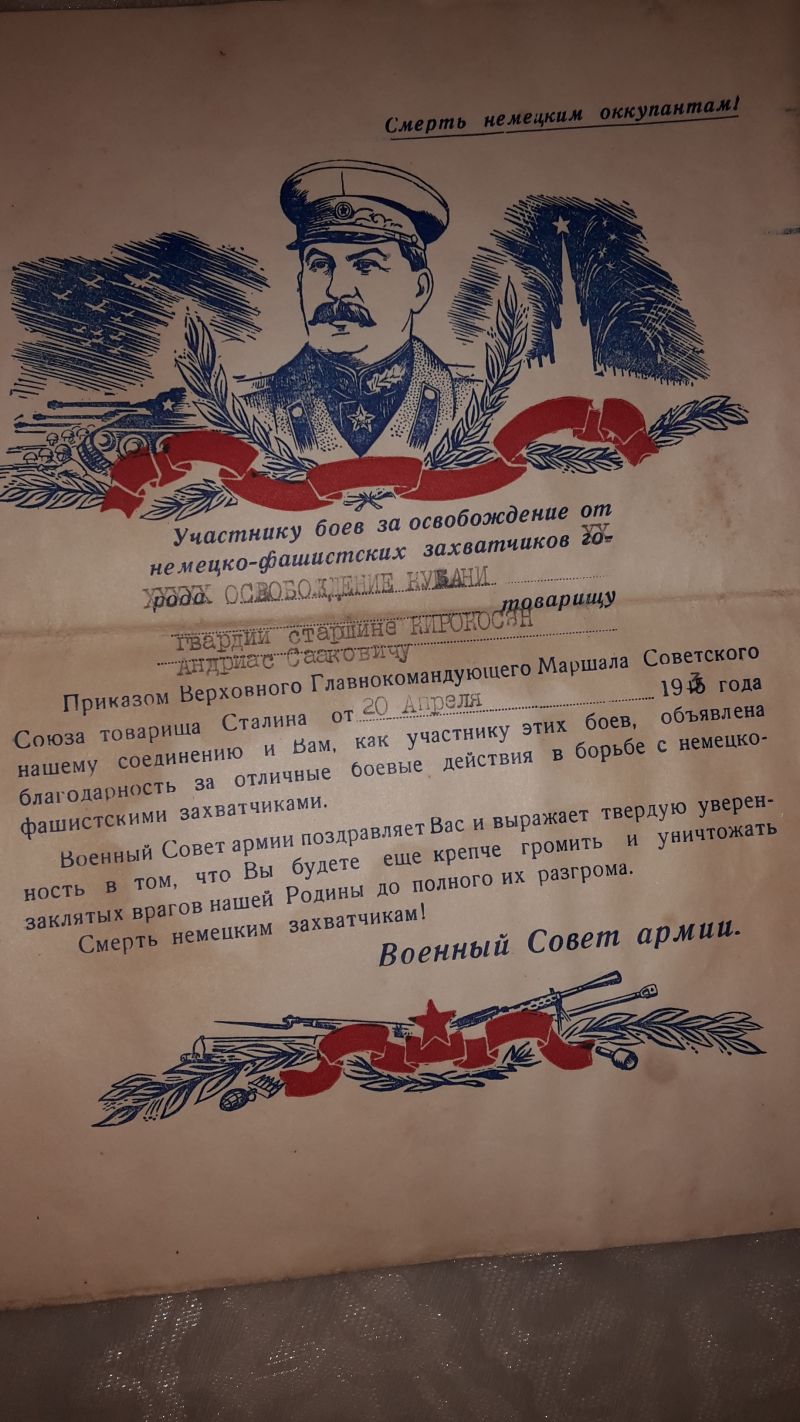 Смерть немецким оккупантам!
Участнику боев за освобождение от
немецко-фашистских захватчиков го-
рода ОСВОБОЖДЕНИЕ КУБАНИ
товарищу
гвардии старшине КИРОКОСЯН
Андриас Сааковичу
Приказом Верховного Главнокомандующего Маршала Советского
Союза товарища Сталина от 20 Апреля 1943 года
нашему соединению и Вам, как участнику этих боев, объявлена
благодарность за отличные боевые действия в борьбе с немецко-
фашистскими захватчиками.
Военный Совет армии поздравляет Вас и выражает твердую уверен-
ность в том, что Вы будете еще крепче громить и уничтожать
заклятых врагов нашей Родины до полного их разгрома.
Смерть немецким захватчикам!
Военный Совет армии.